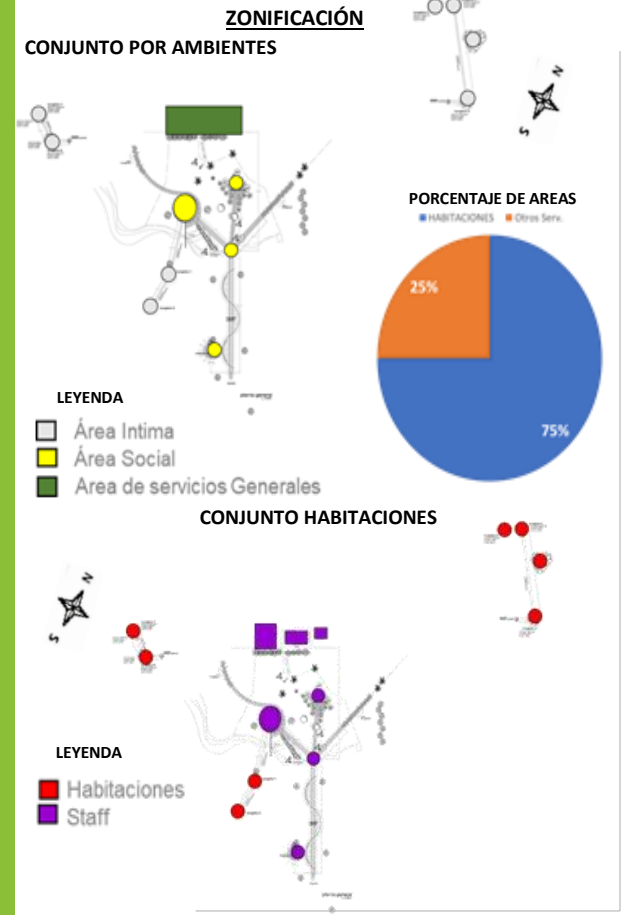 ZONIFICACIÓN
CONJUNTO POR AMBIENTES
N
S
PORCENTAJE DE AREAS
HABITACIONES
Otros Serv.
25%
75%
LEYENDA
Área Intima
Área Social
Area de servicios Generales
CONJUNTO HABITACIONES
N
S
LEYENDA
Habitaciones
Staff